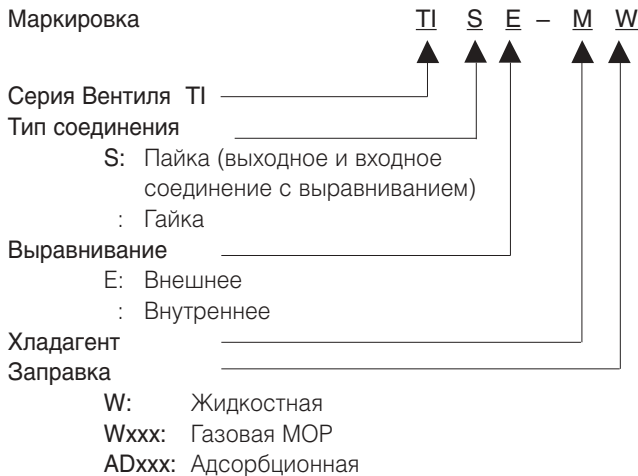 Маркировка TI S E – M W
Серия Вентиля TI
Тип соединения
S: Пайка (выходное и входное
соединение с выравниванием)
: Гайка
Выравнивание
E: Внешнее
: Внутреннее
Хладагент
Заправка
W: Жидкостная
Wxxx: Газовая МОР
ADxxx: Адсорбционная